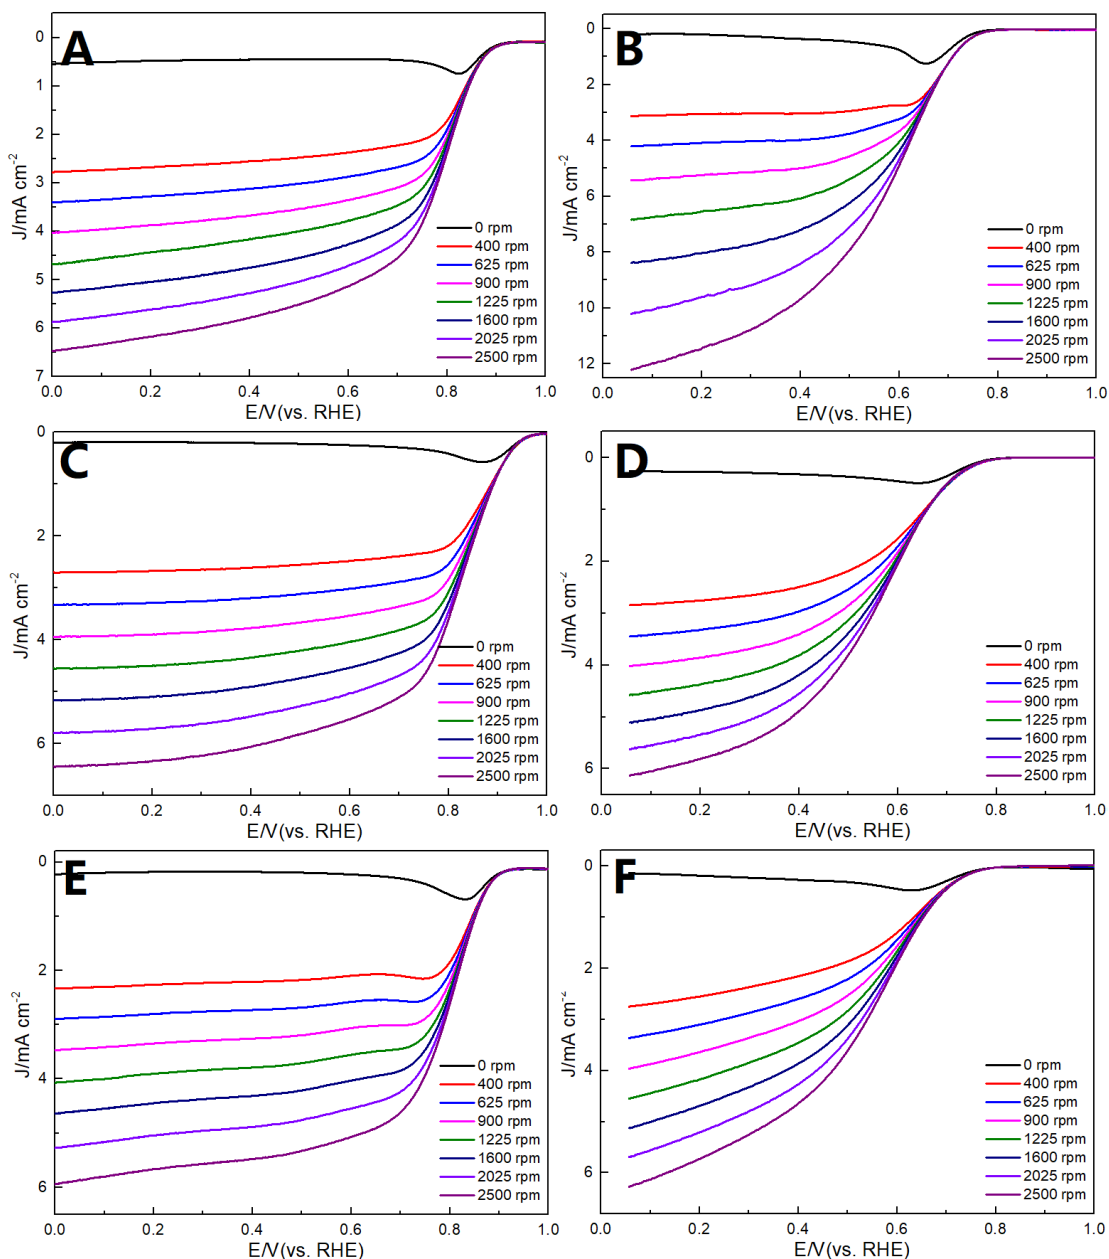 A
0
1
2
3
4
5
6
7
J/mA cm-2
0 rpm
400 rpm
625 rpm
900 rpm
1225 rpm
1600 rpm
2025 rpm
2500 rpm
0.0 0.2 0.4 0.6 0.8 1.0
E/V(vs. RHE)
B
0
2
4
6
8
10
12
J/mA cm-2
0 rpm
400 rpm
625 rpm
900 rpm
1225 rpm
1600 rpm
2025 rpm
2500 rpm
0.0 0.2 0.4 0.6 0.8 1.0
E/V(vs. RHE)
C
0
2
4
6
J/mA cm-2
0 rpm
400 rpm
625 rpm
900 rpm
1225 rpm
1600 rpm
2025 rpm
2500 rpm
0.0 0.2 0.4 0.6 0.8 1.0
E/V(vs. RHE)
D
0
2
4
6
J/mA cm-2
0 rpm
400 rpm
625 rpm
900 rpm
1225 rpm
1600 rpm
2025 rpm
2500 rpm
0.0 0.2 0.4 0.6 0.8 1.0
E/V(vs. RHE)
E
0
2
4
6
J/mA cm-2
0 rpm
400 rpm
625 rpm
900 rpm
1225 rpm
1600 rpm
2025 rpm
2500 rpm
0.0 0.2 0.4 0.6 0.8 1.0
E/V(vs. RHE)
F
0
2
4
6
J/mA cm-2
0 rpm
400 rpm
625 rpm
900 rpm
1225 rpm
1600 rpm
2025 rpm
2500 rpm
0.0 0.2 0.4 0.6 0.8 1.0
E/V(vs. RHE)